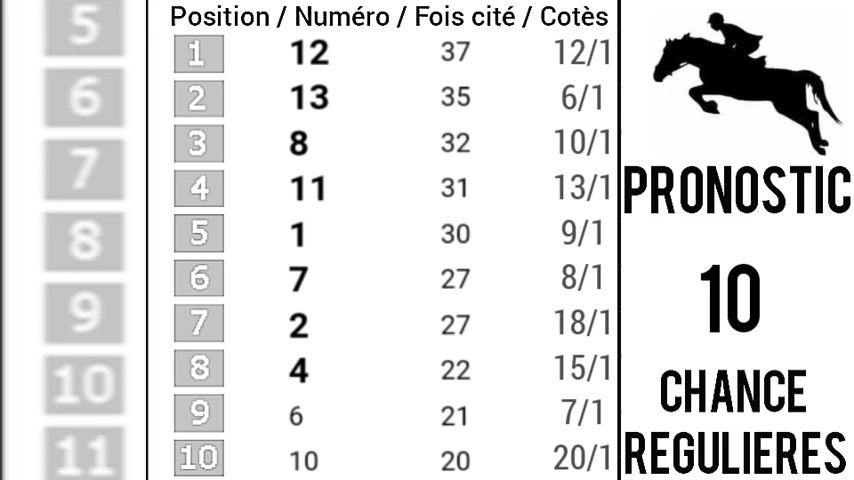 5
6
7
8
9
10
11
Position / Numéro / Fois cité / Cotès
1 12 37 12/1
2 13 35 6/1
3 8 32 10/1
4 11 31 13/1
5 1 30 9/1
6 7 27 8/1
7 2 27 18/1
8 4 22 15/1
9 6 21 7/1
10 10 20 20/1
PRONOSTIC
10
CHANCE
REGULIERES